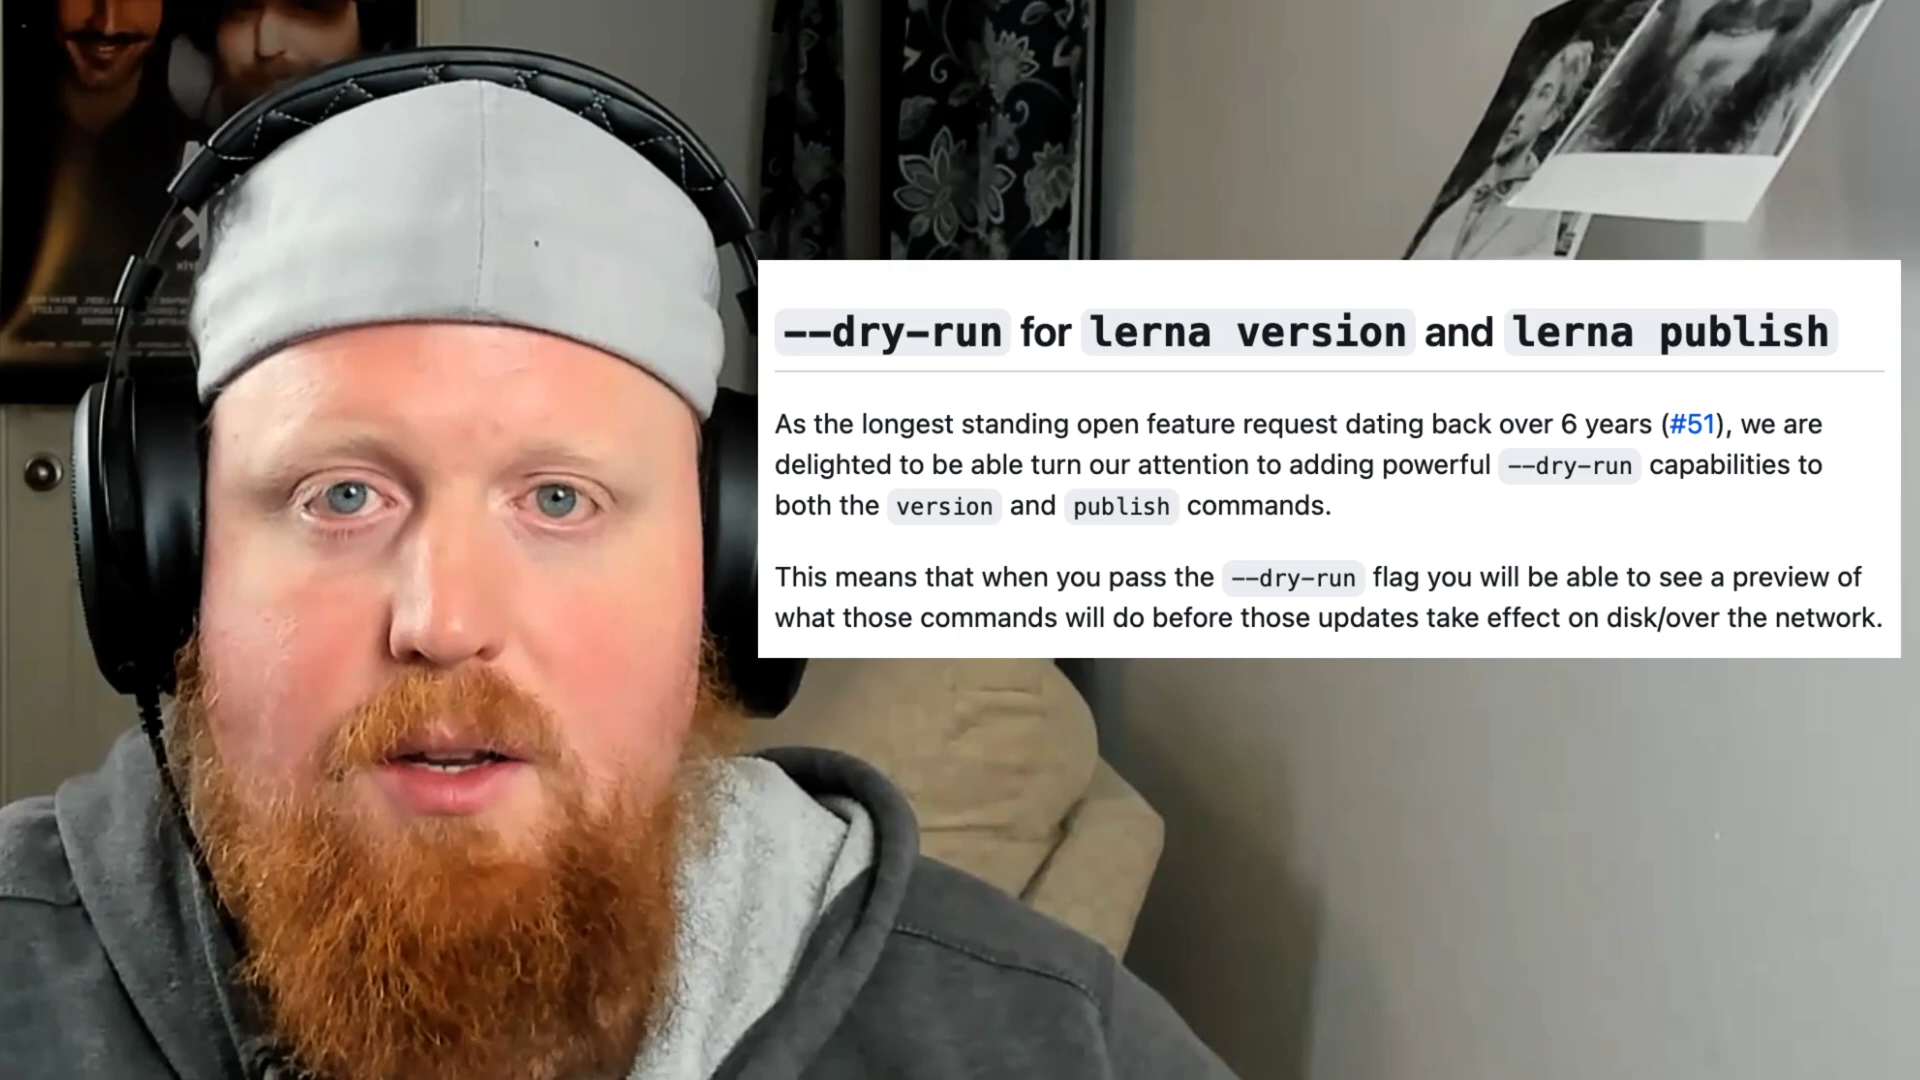 --dry-run for lerna version and lerna publish
As the longest standing open feature request dating back over 6 years (#51), we are
delighted to be able turn our attention to adding powerful --dry-run capabilities to
both the version and publish commands.
This means that when you pass the --dry-run flag you will be able to see a preview of
what those commands will do before those updates take effect on disk/over the network.